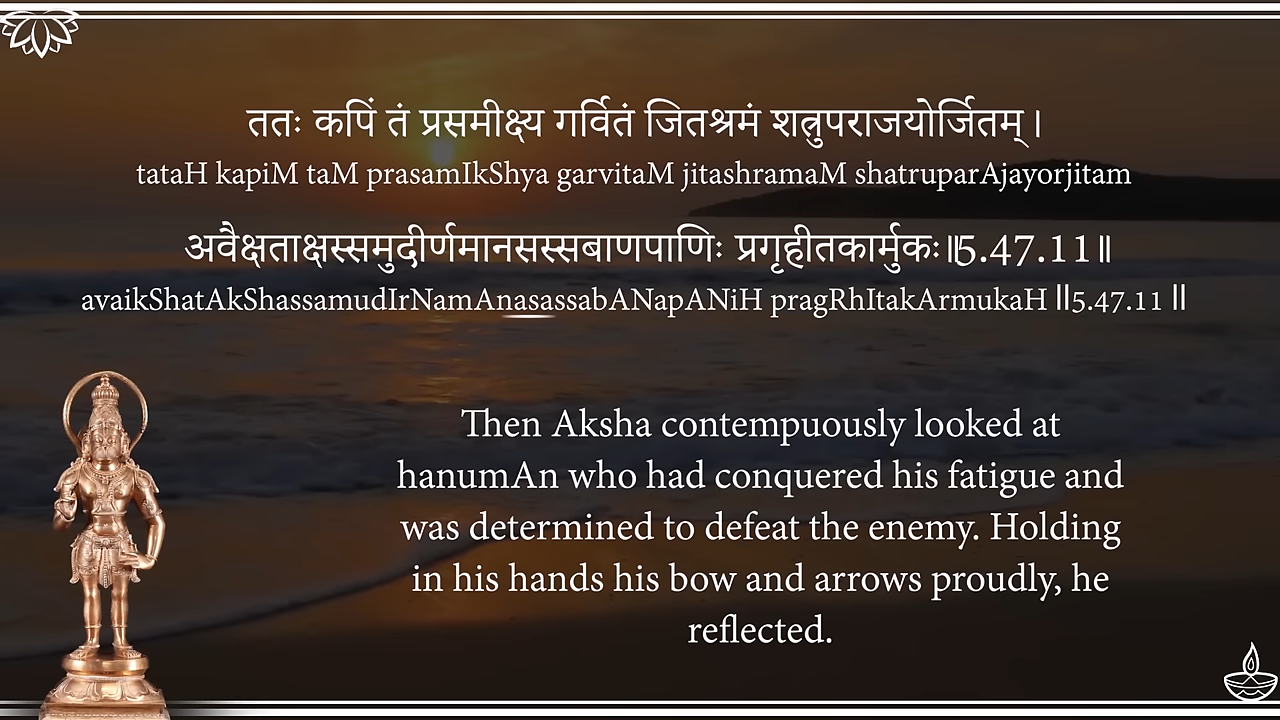 ततः कपिं तं प्रसमीक्ष्य गर्वितं जितश्रमं शत्रुपराजयोर्जितम् ।
tataH kapiM taM prasamIkShya garvitaM jitashramaM shatruparAjayorjitam
अवैक्षताक्षस्समुदीर्णमानसस्सबाणपाणिः प्रगृहीतकार्मुकः॥5.47.11॥
avaikShatAkShassamudIrNamAnasassabANapANiH pragRhItakArmukaH ॥5.47.11 ॥
Then Aksha contempuously looked at
hanumAn who had conquered his fatigue and
was determined to defeat the enemy. Holding
in his hands his bow and arrows proudly, he
reflected.